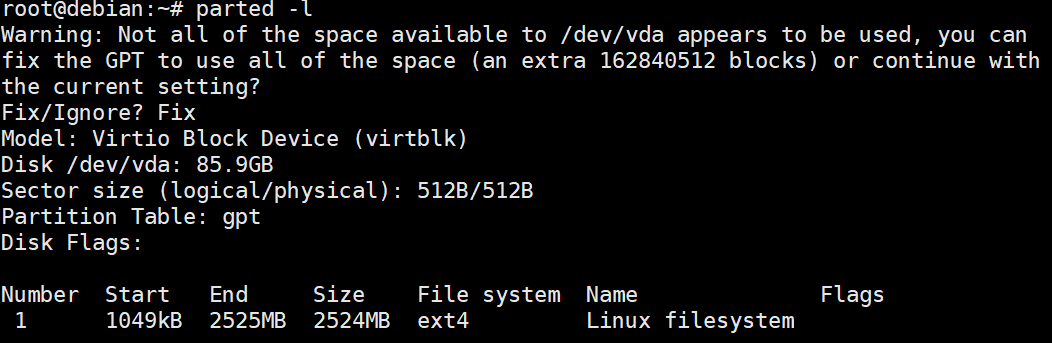 root@debian:~# parted -l
Warning: Not all of the space available to /dev/vda appears to be used, you can
fix the GPT to use all of the space (an extra 162840512 blocks) or continue with
the current setting?
Fix/Ignore? Fix
Model: Virtio Block Device (virtblk)
Disk /dev/vda: 85.9GB
Sector size (logical/physical): 512B/512B
Partition Table: gpt
Disk Flags:

Number  Start   End     Size    File system  Name              Flags
 1      1049kB  2525MB  2524MB  ext4         Linux filesystem